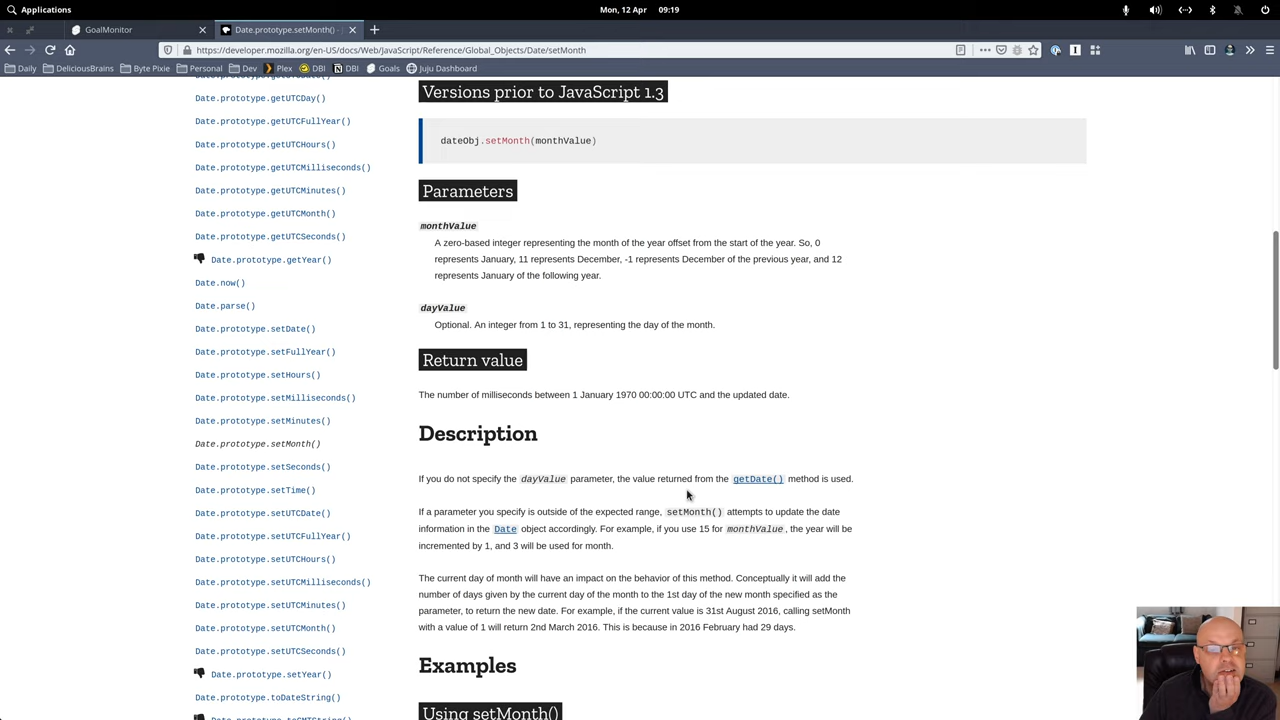 Applications
Mon, 12 Apr 09:19
GoalMonitor
Date.prototype.setMonth() -
https://developer.mozilla.org/en-US/docs/Web/JavaScript/Reference/Global_Objects/Date/setMonth
Daily DeliciousBrains Byte Pixie Personal Dev Plex DBI DBI Goals Juju Dashboard
Date.prototype.getUTCDay()
Date.prototype.getUTCFullYear()
Date.prototype.getUTCHours()
Date.prototype.getUTCMilliseconds()
Date.prototype.getUTCMinutes()
Date.prototype.getUTCMonth()
Date.prototype.getUTCSeconds()
Date.prototype.getYear()
Date.now()
Date.parse()
Date.prototype.setDate()
Date.prototype.setFullYear()
Date.prototype.setHours()
Date.prototype.setMilliseconds()
Date.prototype.setMinutes()
Date.prototype.setMonth()
Date.prototype.setSeconds()
Date.prototype.setTime()
Date.prototype.setUTCDate()
Date.prototype.setUTCFullYear()
Date.prototype.setUTCHours()
Date.prototype.setUTCMilliseconds()
Date.prototype.setUTCMinutes()
Date.prototype.setUTCMonth()
Date.prototype.setUTCSeconds()
Date.prototype.setYear()
Date.prototype.toDateString()
Date.prototype.toGMTString()
Versions prior to JavaScript 1.3
dateObj.setMonth(monthValue)
Parameters
monthValue
A zero-based integer representing the month of the year offset from the start of the year. So, 0
represents January, 11 represents December, -1 represents December of the previous year, and 12
represents January of the following year.
dayValue
Optional. An integer from 1 to 31, representing the day of the month.
Return value
The number of milliseconds between 1 January 1970 00:00:00 UTC and the updated date.
Description
If you do not specify the dayValue parameter, the value returned from the getDate() method is used.
If a parameter you specify is outside of the expected range, setMonth() attempts to update the date
information in the Date object accordingly. For example, if you use 15 for monthValue, the year will be
incremented by 1, and 3 will be used for month.
The current day of month will have an impact on the behavior of this method. Conceptually it will add the
number of days given by the current day of the month to the 1st day of the new month specified as the
parameter, to return the new date. For example, if the current value is 31st August 2016, calling setMonth
with a value of 1 will return 2nd March 2016. This is because in 2016 February had 29 days.
Examples
Using setMonth()